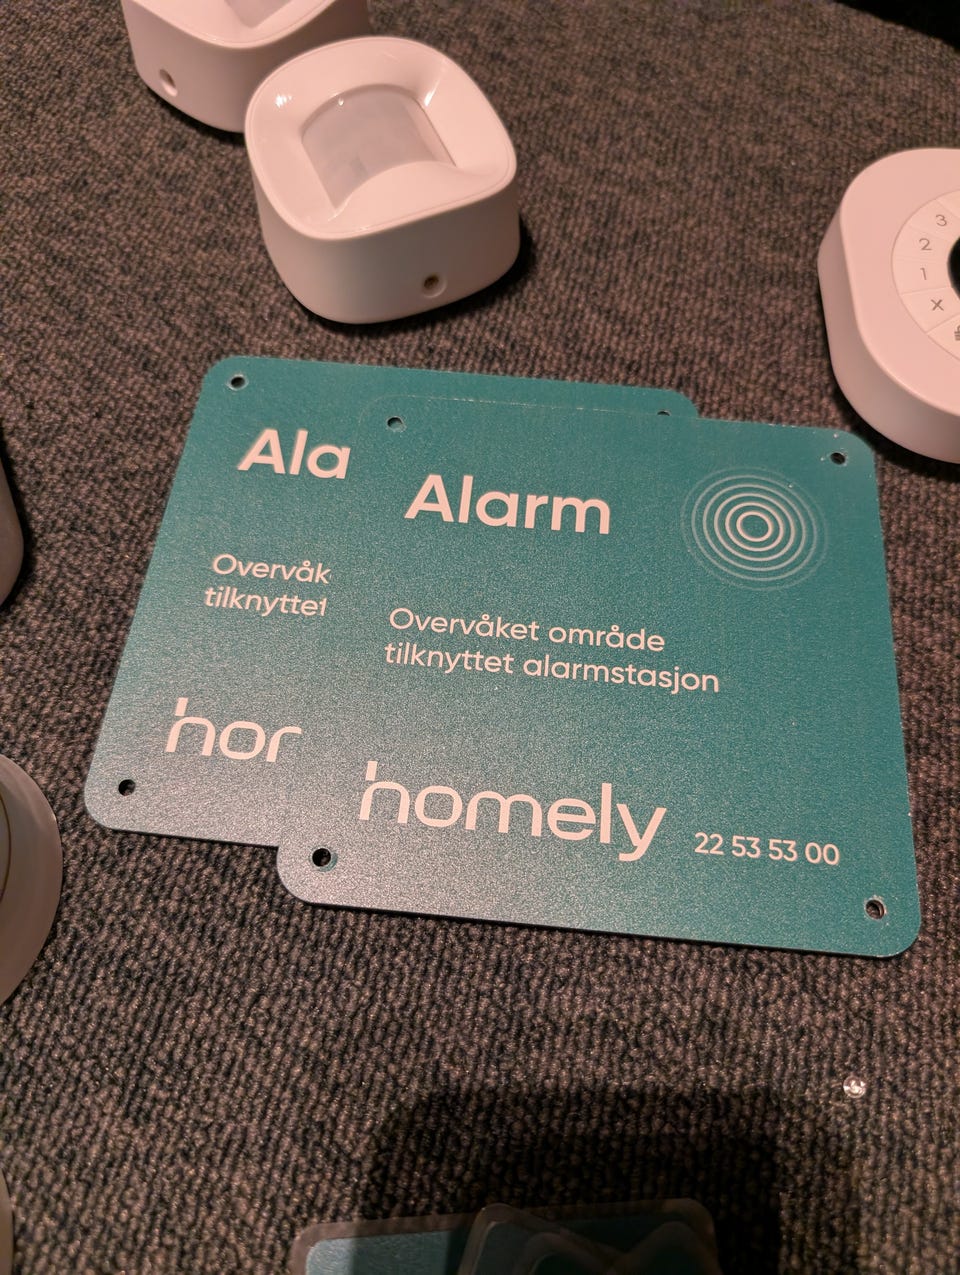 3
2
1
X
Ala
Alarm
Overvåk
tilknyttet
Overvåket område
tilknyttet alarmstasjon
hor
homely
22 53 53 00